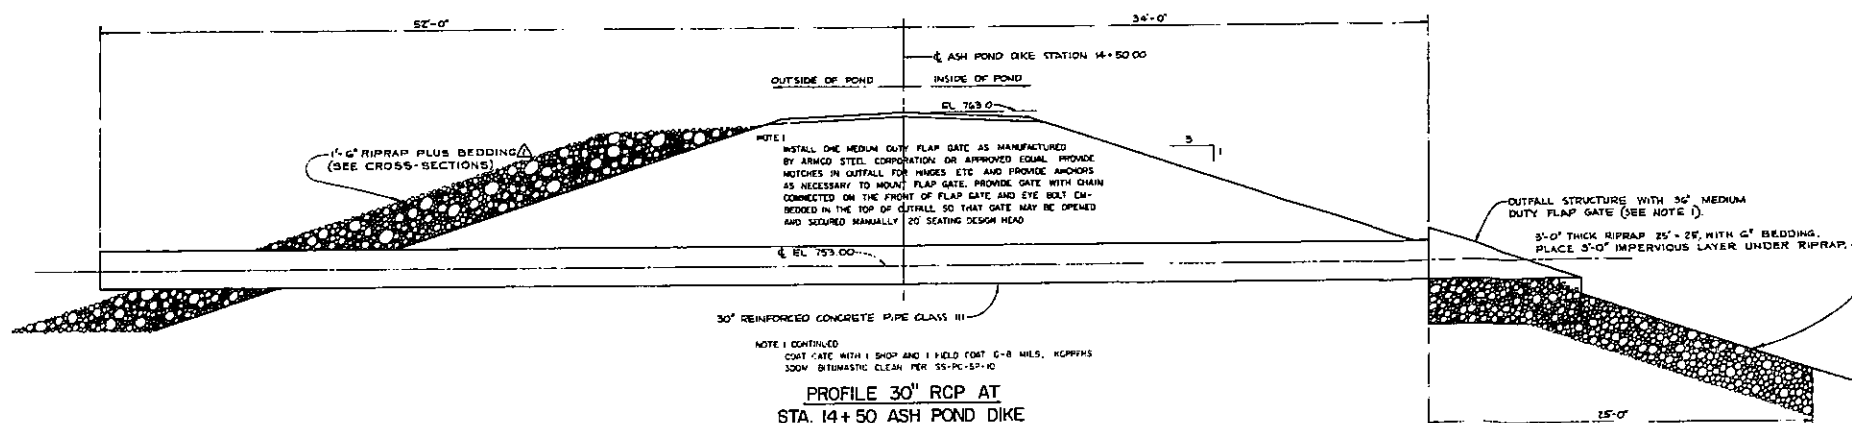 52'-0"
34'-0"
℄ ASH POND DIKE STATION 14+50.00
OUTSIDE OF POND
INSIDE OF POND
EL 763.0
1'-6" RIPRAP PLUS BEDDING
(SEE CROSS-SECTIONS)
1
NOTE 1
INSTALL ONE MEDIUM DUTY FLAP GATE AS MANUFACTURED
BY ARMCO STEEL CORPORATION OR APPROVED EQUAL PROVIDE
NOTCHES IN OUTFALL FOR HINGES ETC AND PROVIDE ANCHORS
AS NECESSARY TO MOUNT FLAP GATE. PROVIDE GATE WITH CHAIN
CONNECTED ON THE FRONT OF FLAP GATE AND EYE BOLT EM-
BEDDED IN THE TOP OF OUTFALL SO THAT GATE MAY BE OPENED
AND SECURED MANUALLY 20' SEATING DESIGN HEAD
3
1
OUTFALL STRUCTURE WITH 36" MEDIUM
DUTY FLAP GATE (SEE NOTE 1).
3'-0" THICK RIPRAP 25' × 25', WITH 6" BEDDING.
PLACE 3'-0" IMPERVIOUS LAYER UNDER RIPRAP.
℄ EL 753.00
30" REINFORCED CONCRETE PIPE CLASS III
NOTE 1 CONTINUED
COAT GATE WITH 1 SHOP AND 1 FIELD COAT 6-8 MILS, KOPPERS
300M BITUMASTIC CLEAN PER SS-PC-SP-10
PROFILE 30" RCP AT
STA. 14+50 ASH POND DIKE
25'-0"